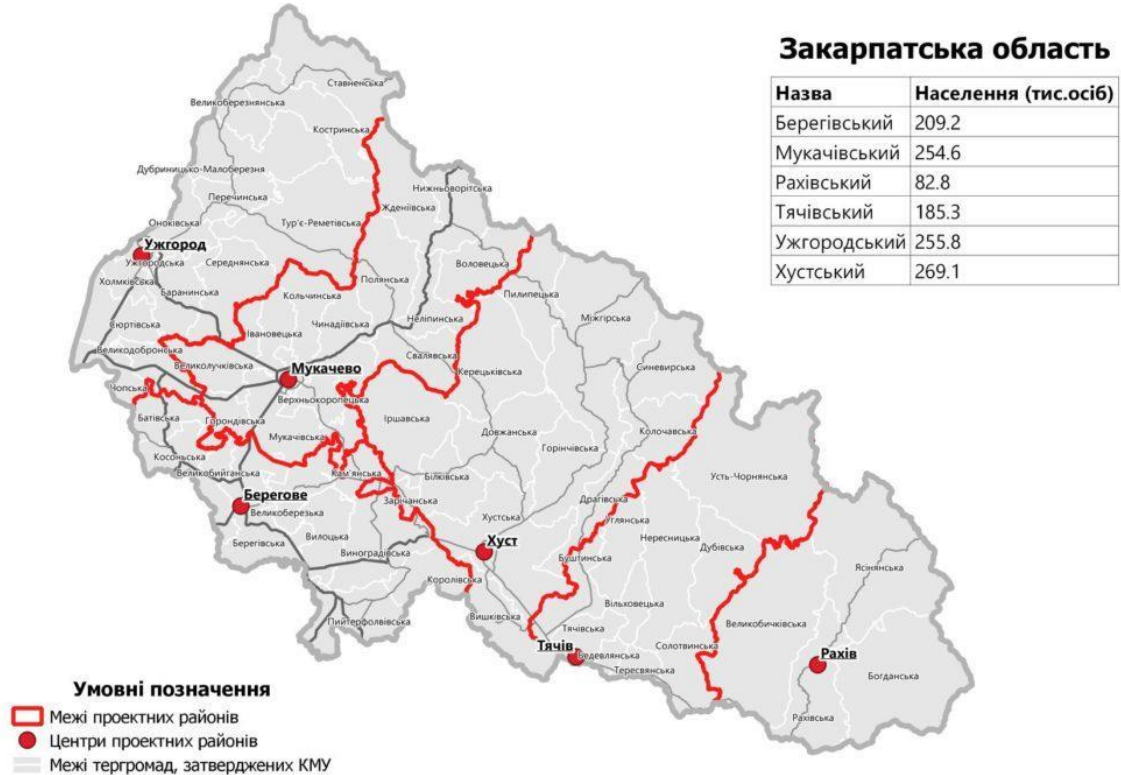 Закарпатська область
Назва Населення (тис.осіб)
Берегівський 209.2
Мукачівський 254.6
Рахівський 82.8
Тячівський 185.3
Ужгородський 255.8
Хустський 269.1
Ставненська
Великоберезнянська
Костринська
Дубриницько-Малоберезня
Нижньоворітська
Перечинська
Жденіївська
Оноківська
Тур'є-Реметівська
Ужгород
Ужгородська
Середнянська
Воловецька
Холмківська
Полянська
Баранинська
Кольчинська
Пилипецька
Сюртівська
Чинадіївська
Неліпинська
Міжгірська
Івановецька
Великодобронська
Свалявська
Великолучківська
Мукачево
Керецьківська
Синевирська
Чопська
Верхньокоропецька
Батівська
Горондівська
Іршавська
Мукачівська
Довжанська
Колочавська
Косоньська
Горінчівська
Великобийганська
Кам'янська
Білківська
Усть-Чорнянська
Берегове
Зарічанська
Драгівська
Великоберезька
Хустська
Углянська
Вилоцька
Нересницька
Берегівська
Виноградівська
Хуст
Дубівська
Буштинська
Ясінянська
Королівська
Вільховецька
Вишківська
Великобичківська
Пийтерфолвівська
Тячівська
Тячів
Солотвинська
Бедевлянська
Рахів
Тересвянська
Богданська
Рахівська
Умовні позначення
Межі проектних районів
Центри проектних районів
Межі тергромад, затверджених КМУ